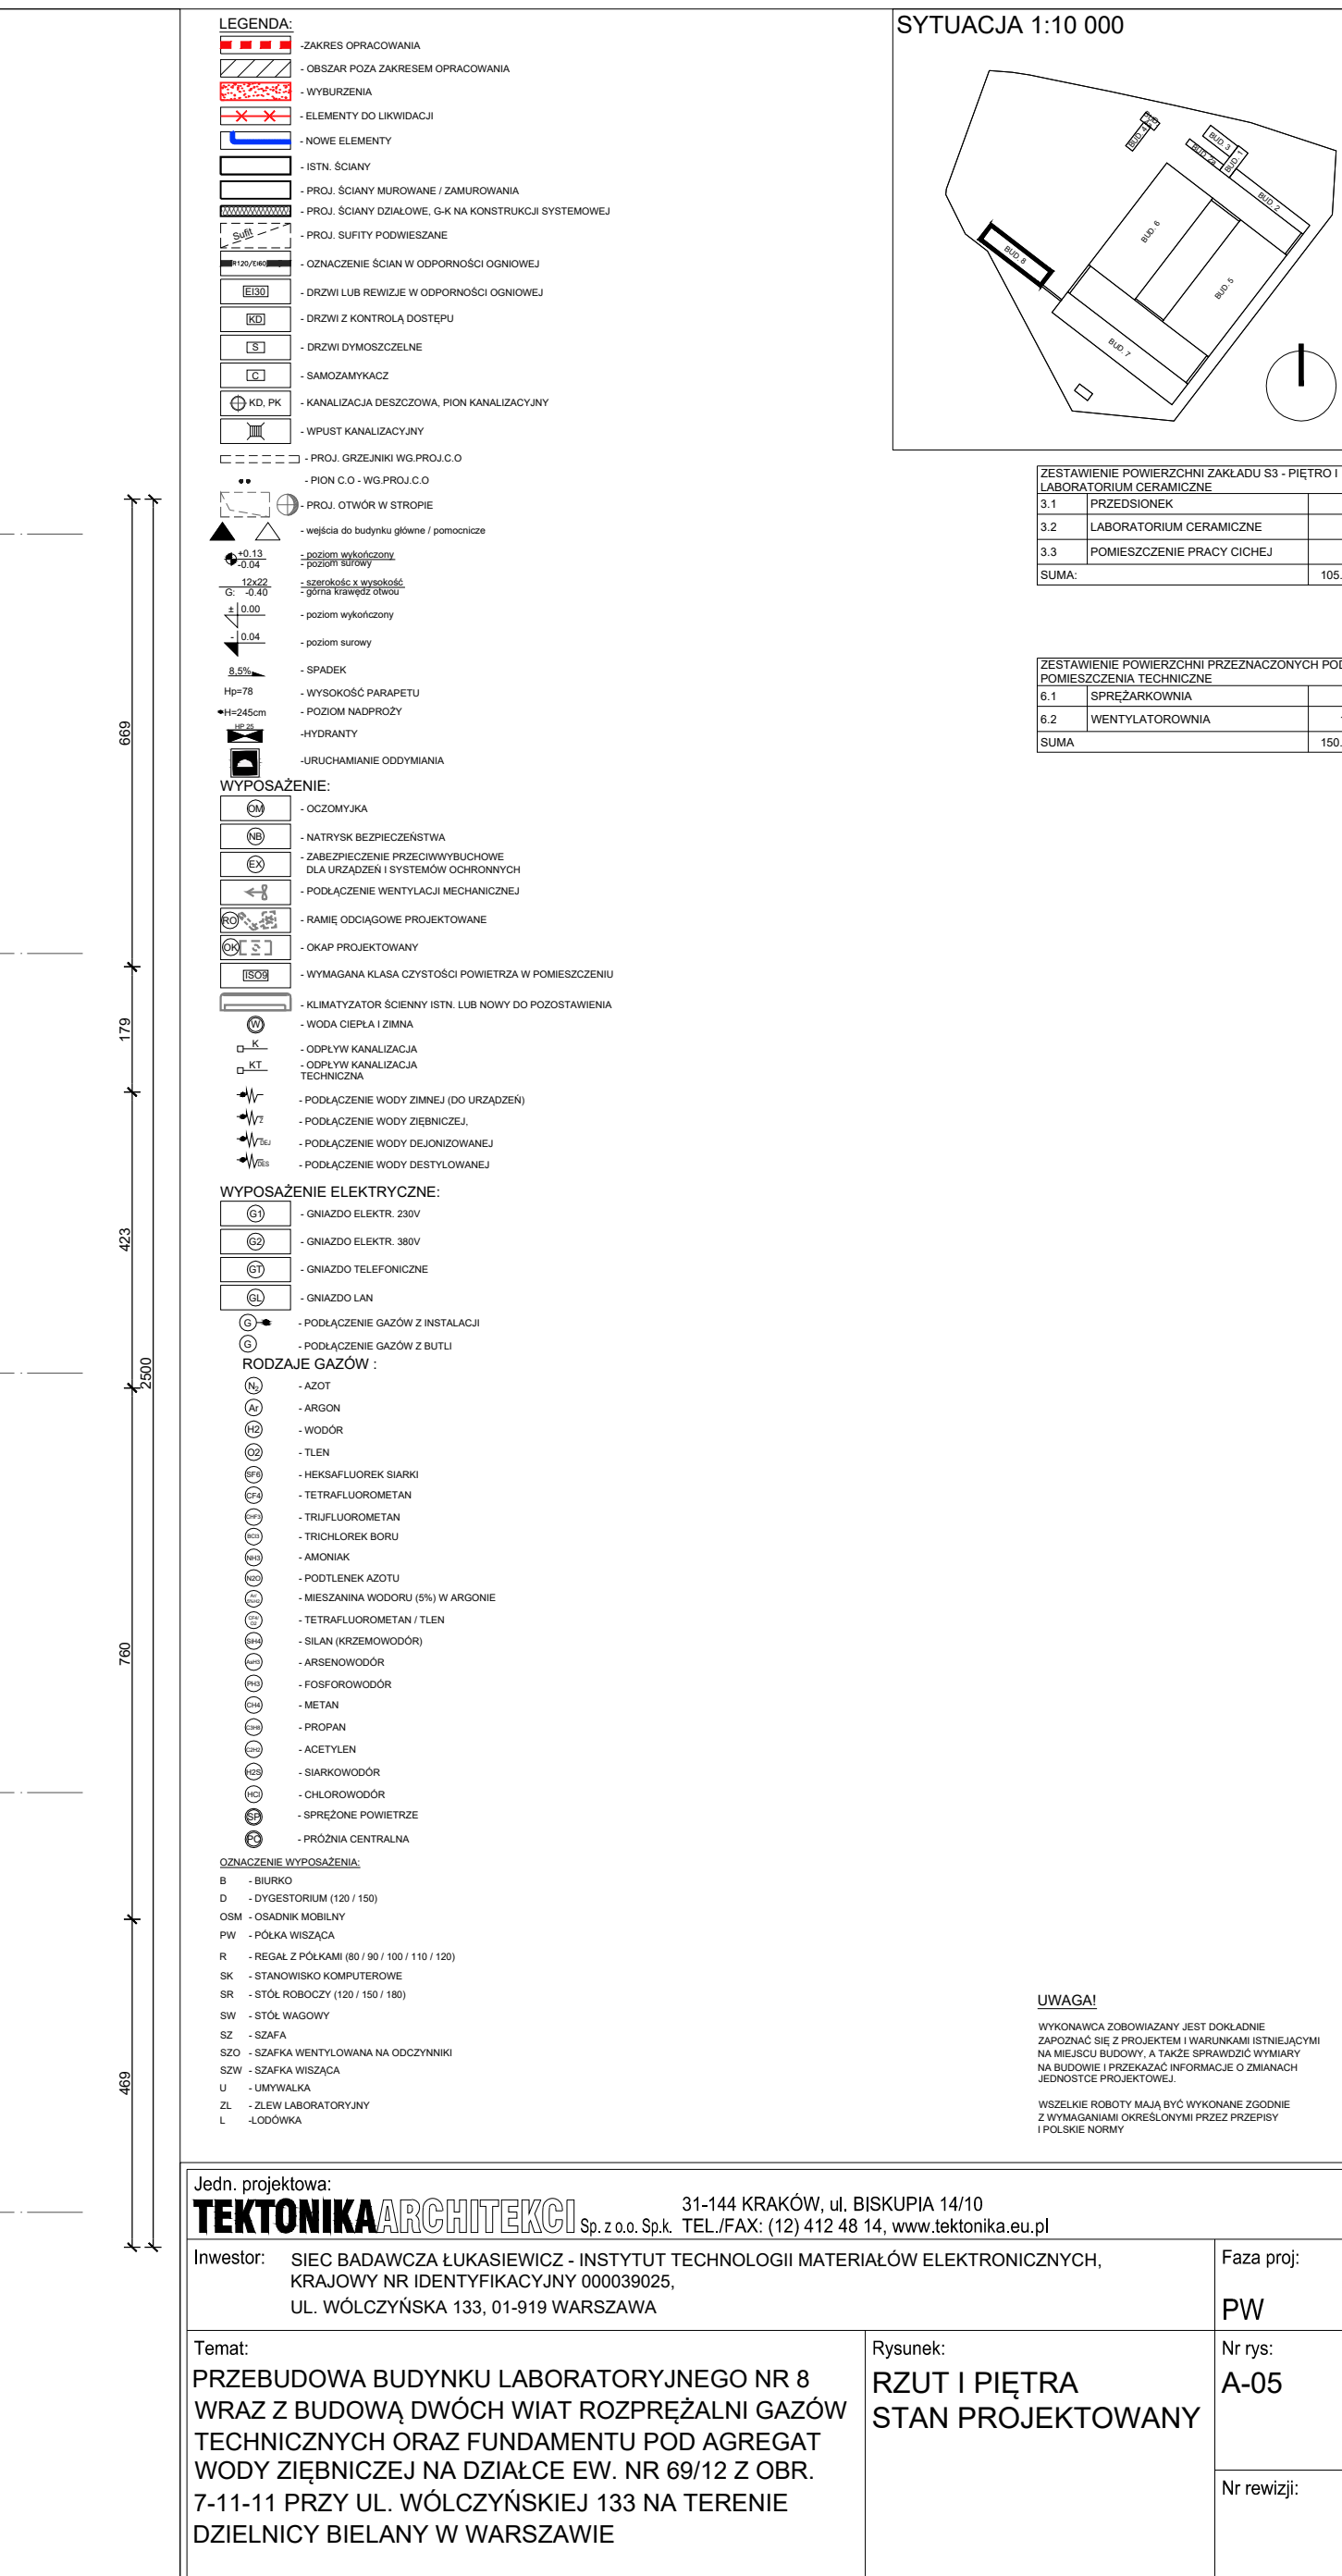 LEGENDA:
-ZAKRES OPRACOWANIA
- OBSZAR POZA ZAKRESEM OPRACOWANIA
- WYBURZENIA
- ELEMENTY DO LIKWIDACJI
- NOWE ELEMENTY
- ISTN. ŚCIANY
- PROJ. ŚCIANY MUROWANE / ZAMUROWANIA
- PROJ. ŚCIANY DZIAŁOWE, G-K NA KONSTRUKCJI SYSTEMOWEJ
Sufit - PROJ. SUFITY PODWIESZANE
R120/EI60 - OZNACZENIE ŚCIAN W ODPORNOŚCI OGNIOWEJ
EI30 - DRZWI LUB REWIZJE W ODPORNOŚCI OGNIOWEJ
KD - DRZWI Z KONTROLĄ DOSTĘPU
S - DRZWI DYMOSZCZELNE
C - SAMOZAMYKACZ
KD, PK - KANALIZACJA DESZCZOWA, PION KANALIZACYJNY
- WPUST KANALIZACYJNY
- PROJ. GRZEJNIKI WG.PROJ.C.O
- PION C.O - WG.PROJ.C.O
- PROJ. OTWÓR W STROPIE
- wejścia do budynku główne / pomocnicze
+0.13 - poziom wykończony
-0.04 - poziom surowy
12x22 - szerokośc x wysokość
G: -0.40 - górna krawędz otwou
± 0.00 - poziom wykończony
- 0.04 - poziom surowy
8,5% - SPADEK
Hp=78 - WYSOKOŚĆ PARAPETU
H=245cm - POZIOM NADPROŻY
HP 25 -HYDRANTY
-URUCHAMIANIE ODDYMIANIA
WYPOSAŻENIE:
OM - OCZOMYJKA
NB - NATRYSK BEZPIECZEŃSTWA
EX - ZABEZPIECZENIE PRZECIWWYBUCHOWE
DLA URZĄDZEŃ I SYSTEMÓW OCHRONNYCH
- PODŁĄCZENIE WENTYLACJI MECHANICZNEJ
RO - RAMIĘ ODCIĄGOWE PROJEKTOWANE
OK - OKAP PROJEKTOWANY
ISO9 - WYMAGANA KLASA CZYSTOŚCI POWIETRZA W POMIESZCZENIU
- KLIMATYZATOR ŚCIENNY ISTN. LUB NOWY DO POZOSTAWIENIA
W - WODA CIEPŁA I ZIMNA
K - ODPŁYW KANALIZACJA
KT - ODPŁYW KANALIZACJA
TECHNICZNA
- PODŁĄCZENIE WODY ZIMNEJ (DO URZĄDZEŃ)
Z - PODŁĄCZENIE WODY ZIĘBNICZEJ,
DEJ - PODŁĄCZENIE WODY DEJONIZOWANEJ
DES - PODŁĄCZENIE WODY DESTYLOWANEJ
WYPOSAŻENIE ELEKTRYCZNE:
G1 - GNIAZDO ELEKTR. 230V
G2 - GNIAZDO ELEKTR. 380V
GT - GNIAZDO TELEFONICZNE
GL - GNIAZDO LAN
G - PODŁĄCZENIE GAZÓW Z INSTALACJI
G - PODŁĄCZENIE GAZÓW Z BUTLI
RODZAJE GAZÓW :
N2 - AZOT
Ar - ARGON
H2 - WODÓR
O2 - TLEN
SF6 - HEKSAFLUOREK SIARKI
CF4 - TETRAFLUOROMETAN
CHF3 - TRIJFLUOROMETAN
BCl3 - TRICHLOREK BORU
NH3 - AMONIAK
N2O - PODTLENEK AZOTU
- MIESZANINA WODORU (5%) W ARGONIE
CF4/ O2 - TETRAFLUOROMETAN / TLEN
SiH4 - SILAN (KRZEMOWODÓR)
AsH3 - ARSENOWODÓR
PH3 - FOSFOROWODÓR
CH4 - METAN
C3H8 - PROPAN
C2H2 - ACETYLEN
H2S - SIARKOWODÓR
HCl - CHLOROWODÓR
SP - SPRĘŻONE POWIETRZE
PC - PRÓŻNIA CENTRALNA
OZNACZENIE WYPOSAŻENIA:
B - BIURKO
D - DYGESTORIUM (120 / 150)
OSM - OSADNIK MOBILNY
PW - PÓŁKA WISZĄCA
R - REGAŁ Z PÓŁKAMI (80 / 90 / 100 / 110 / 120)
SK - STANOWISKO KOMPUTEROWE
SR - STÓŁ ROBOCZY (120 / 150 / 180)
SW - STÓŁ WAGOWY
SZ - SZAFA
SZO - SZAFKA WENTYLOWANA NA ODCZYNNIKI
SZW - SZAFKA WISZĄCA
U - UMYWALKA
ZL - ZLEW LABORATORYJNY
L -LODÓWKA
669
179
423
2500
760
469
SYTUACJA 1:10 000
BUD. 4
BUD. 3
BUD. 2a
BUD. 1
BUD. 2
BUD. 6
BUD. 8
BUD. 5
BUD. 7
ZESTAWIENIE POWIERZCHNI ZAKŁADU S3 - PIĘTRO I
LABORATORIUM CERAMICZNE
3.1 PRZEDSIONEK
3.2 LABORATORIUM CERAMICZNE
3.3 POMIESZCZENIE PRACY CICHEJ
SUMA: 105.
ZESTAWIENIE POWIERZCHNI PRZEZNACZONYCH POD
POMIESZCZENIA TECHNICZNE
6.1 SPRĘŻARKOWNIA
6.2 WENTYLATOROWNIA
SUMA 150.
UWAGA!
WYKONAWCA ZOBOWIAZANY JEST DOKŁADNIE
ZAPOZNAĆ SIĘ Z PROJEKTEM I WARUNKAMI ISTNIEJĄCYMI
NA MIEJSCU BUDOWY, A TAKŻE SPRAWDZIĆ WYMIARY
NA BUDOWIE I PRZEKAZAĆ INFORMACJE O ZMIANACH
JEDNOSTCE PROJEKTOWEJ.
WSZELKIE ROBOTY MAJĄ BYĆ WYKONANE ZGODNIE
Z WYMAGANIAMI OKREŚLONYMI PRZEZ PRZEPISY
I POLSKIE NORMY
Jedn. projektowa:
TEKTONIKAARCHITEKCI Sp. z o.o. Sp.k.
31-144 KRAKÓW, ul. BISKUPIA 14/10
TEL./FAX: (12) 412 48 14, www.tektonika.eu.pl
Inwestor:
SIEC BADAWCZA ŁUKASIEWICZ - INSTYTUT TECHNOLOGII MATERIAŁÓW ELEKTRONICZNYCH,
KRAJOWY NR IDENTYFIKACYJNY 000039025,
UL. WÓLCZYŃSKA 133, 01-919 WARSZAWA
Faza proj:
PW
Temat:
PRZEBUDOWA BUDYNKU LABORATORYJNEGO NR 8
WRAZ Z BUDOWĄ DWÓCH WIAT ROZPRĘŻALNI GAZÓW
TECHNICZNYCH ORAZ FUNDAMENTU POD AGREGAT
WODY ZIĘBNICZEJ NA DZIAŁCE EW. NR 69/12 Z OBR.
7-11-11 PRZY UL. WÓLCZYŃSKIEJ 133 NA TERENIE
DZIELNICY BIELANY W WARSZAWIE
Rysunek:
RZUT I PIĘTRA
STAN PROJEKTOWANY
Nr rys:
A-05
Nr rewizji: